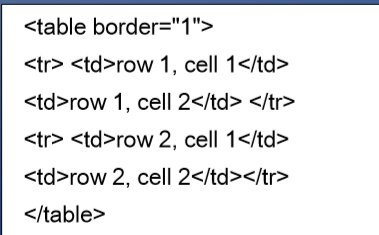 <table border="1">
<tr> <td>row 1, cell 1</td>
<td>row 1, cell 2</td> </tr>
<tr> <td>row 2, cell 1</td>
<td>row 2, cell 2</td></tr>
</table>